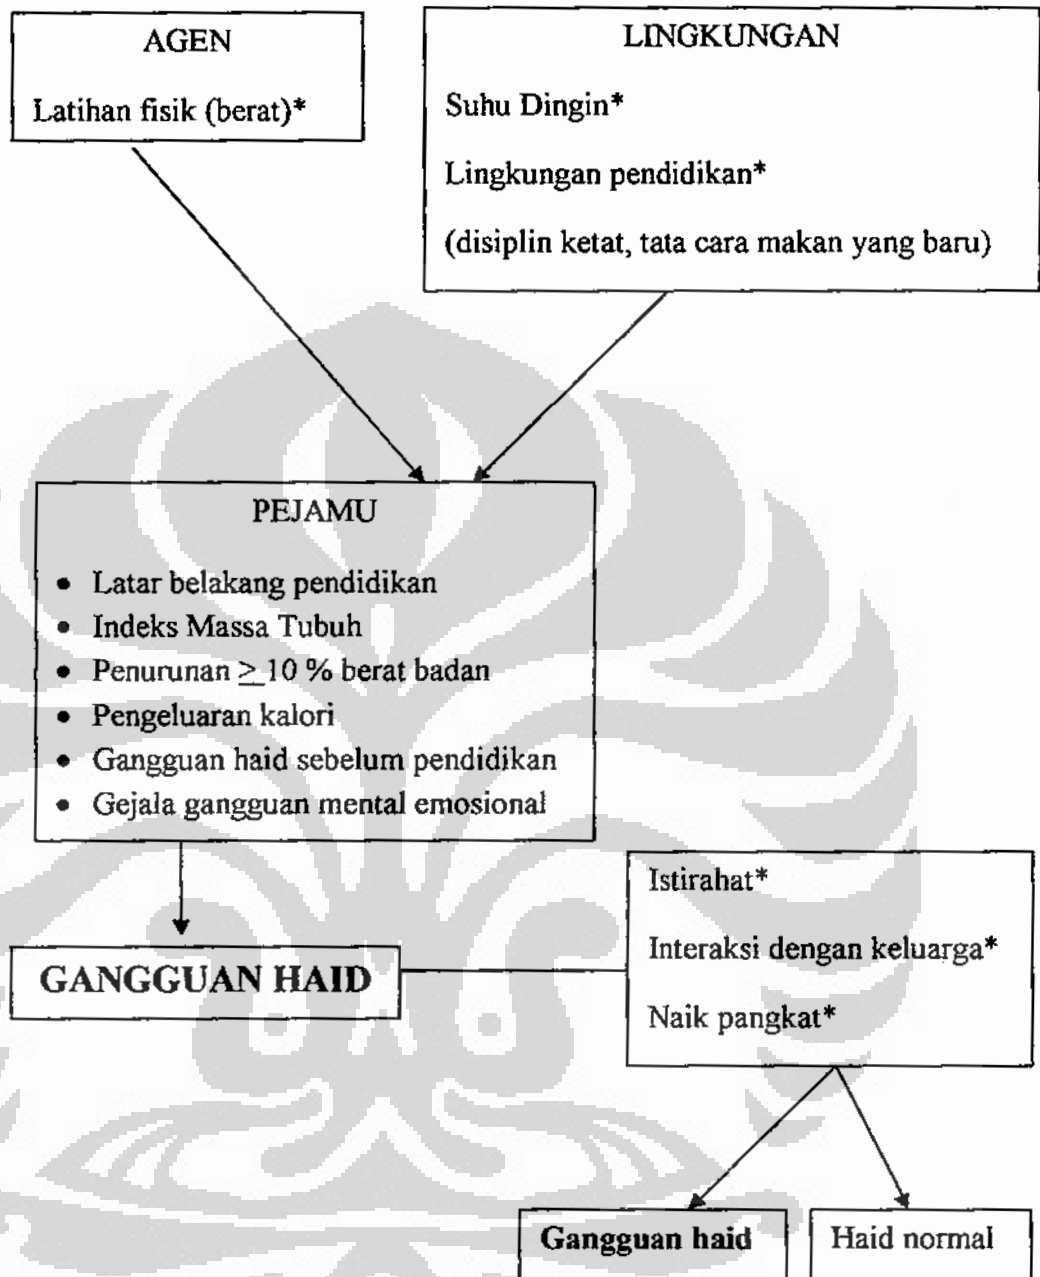 AGEN
Latihan fisik (berat)*
LINGKUNGAN
Suhu Dingin*
Lingkungan pendidikan*
(disiplin ketat, tata cara makan yang baru)
PEJAMU
• Latar belakang pendidikan
• Indeks Massa Tubuh
• Penurunan ≥ 10 % berat badan
• Pengeluaran kalori
• Gangguan haid sebelum pendidikan
• Gejala gangguan mental emosional
GANGGUAN HAID
Istirahat*
Interaksi dengan keluarga*
Naik pangkat*
Gangguan haid
Haid normal